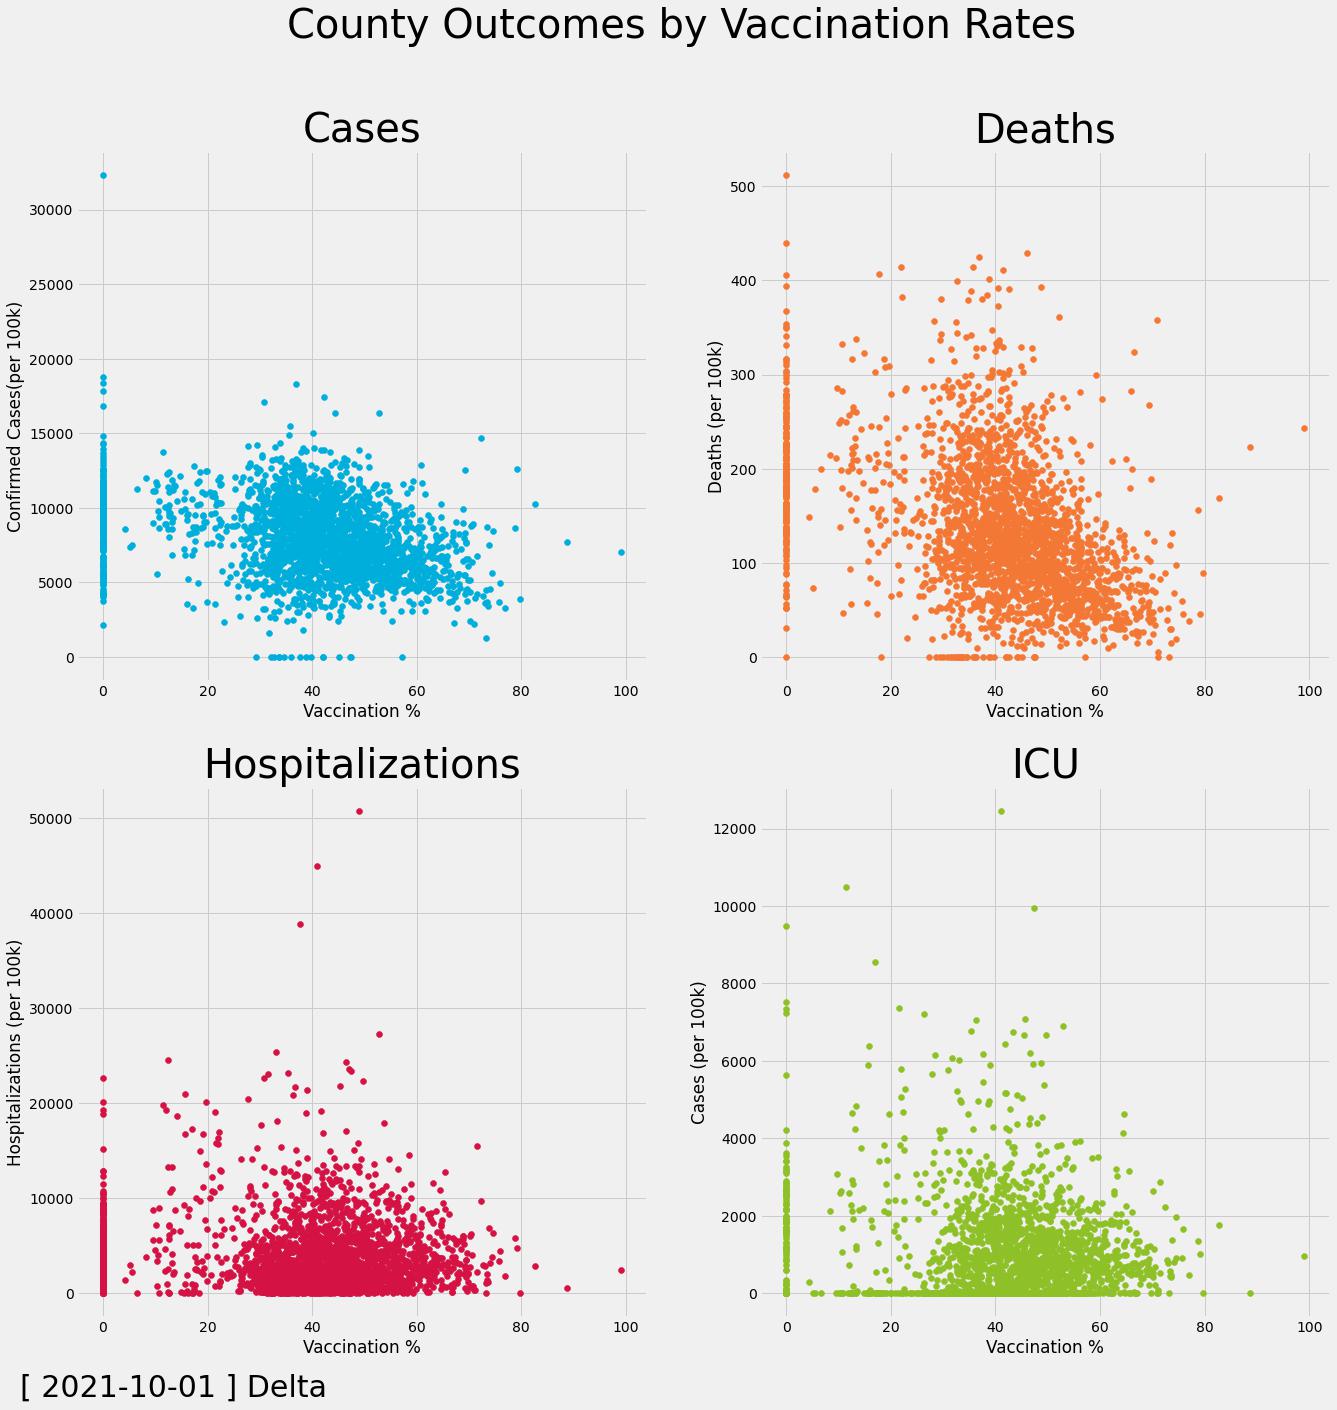 County Outcomes by Vaccination Rates
Cases
Deaths
Confirmed Cases(per 100k)
30000
25000
20000
15000
10000
5000
0
0 20 40 60 80 100
Vaccination %
Deaths (per 100k)
500
400
300
200
100
0
0 20 40 60 80 100
Vaccination %
Hospitalizations
ICU
Hospitalizations (per 100k)
50000
40000
30000
20000
10000
0
0 20 40 60 80 100
Vaccination %
Cases (per 100k)
12000
10000
8000
6000
4000
2000
0
0 20 40 60 80 100
Vaccination %
[ 2021-10-01 ] Delta